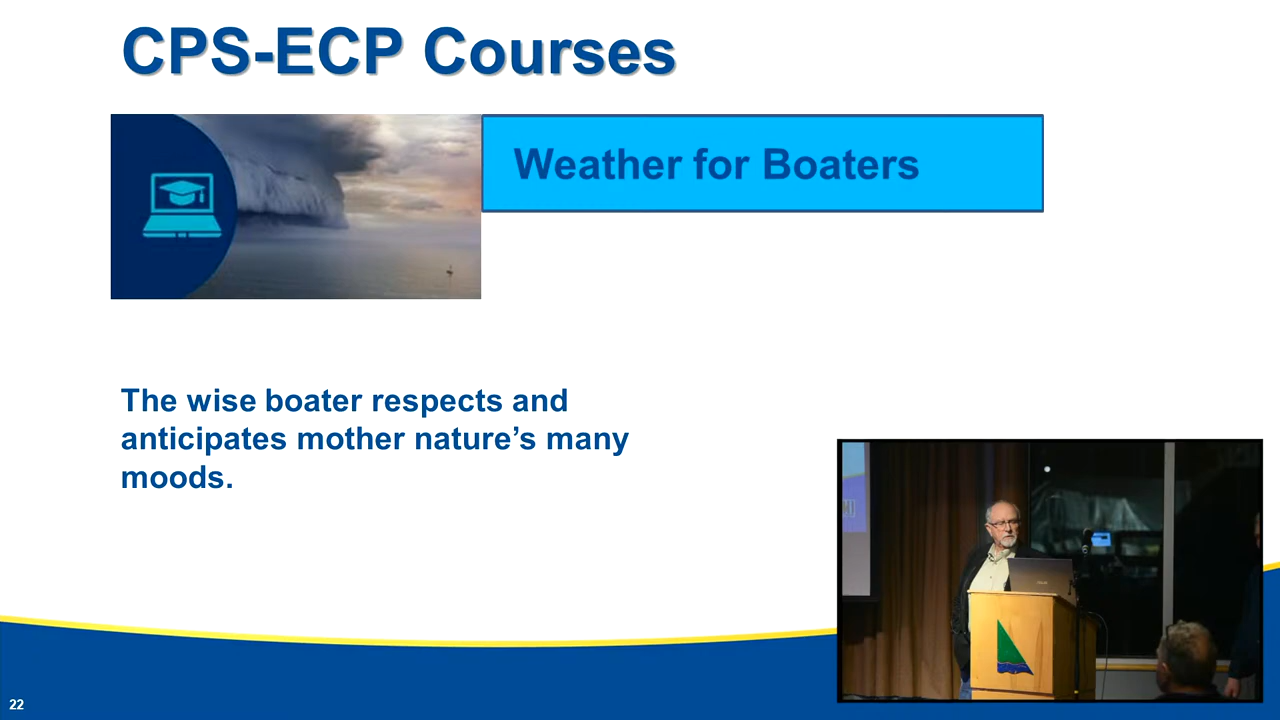 CPS-ECP Courses
Weather for Boaters
The wise boater respects and
anticipates mother nature’s many
moods.
22